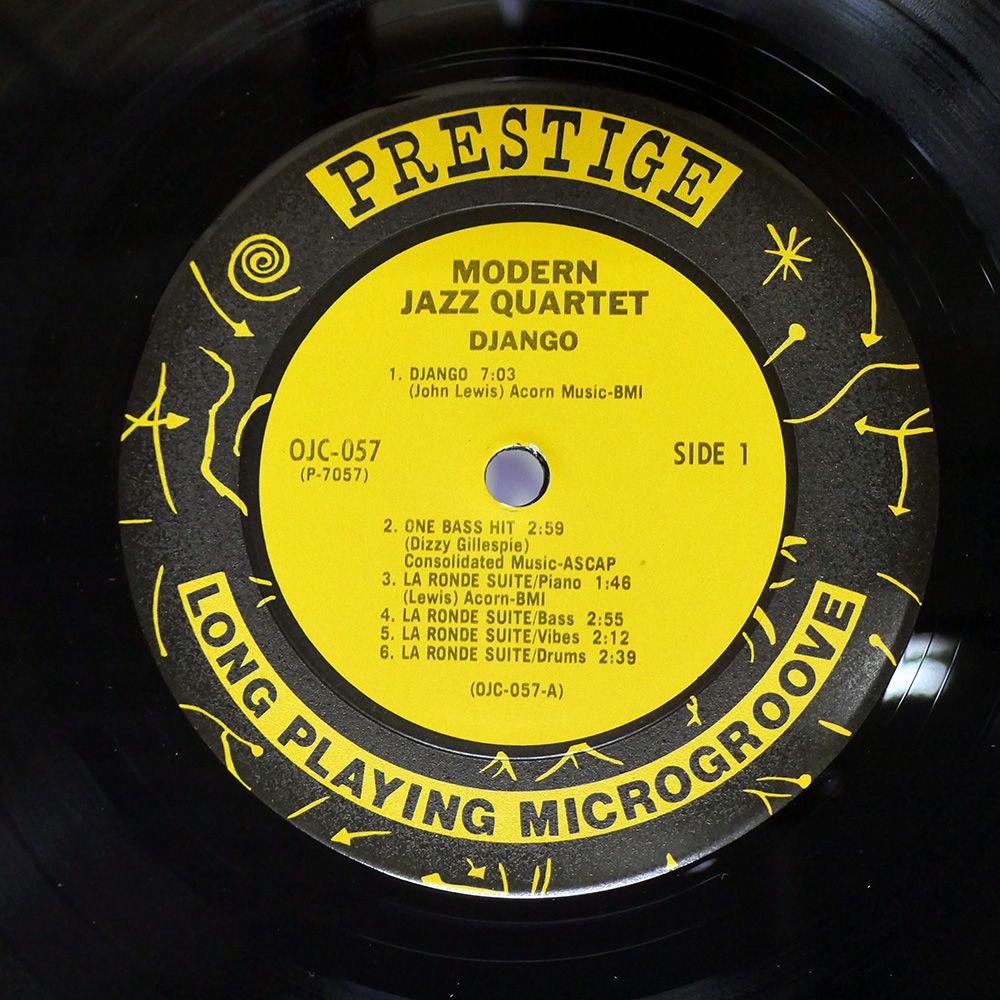 PRESTIGE
MODERN
JAZZ QUARTET
DJANGO
1. DJANGO 7:03
(John Lewis) Acorn Music-BMI
OJC-057
(P-7057)
SIDE 1
2. ONE BASS HIT 2:59
(Dizzy Gillespie)
Consolidated Music-ASCAP
3. LA RONDE SUITE/Piano 1:46
(Lewis) Acorn-BMI
4. LA RONDE SUITE/Bass 2:55
5. LA RONDE SUITE/Vibes 2:12
6. LA RONDE SUITE/Drums 2:39
(OJC-057-A)
LONG PLAYING MICROGROOVE